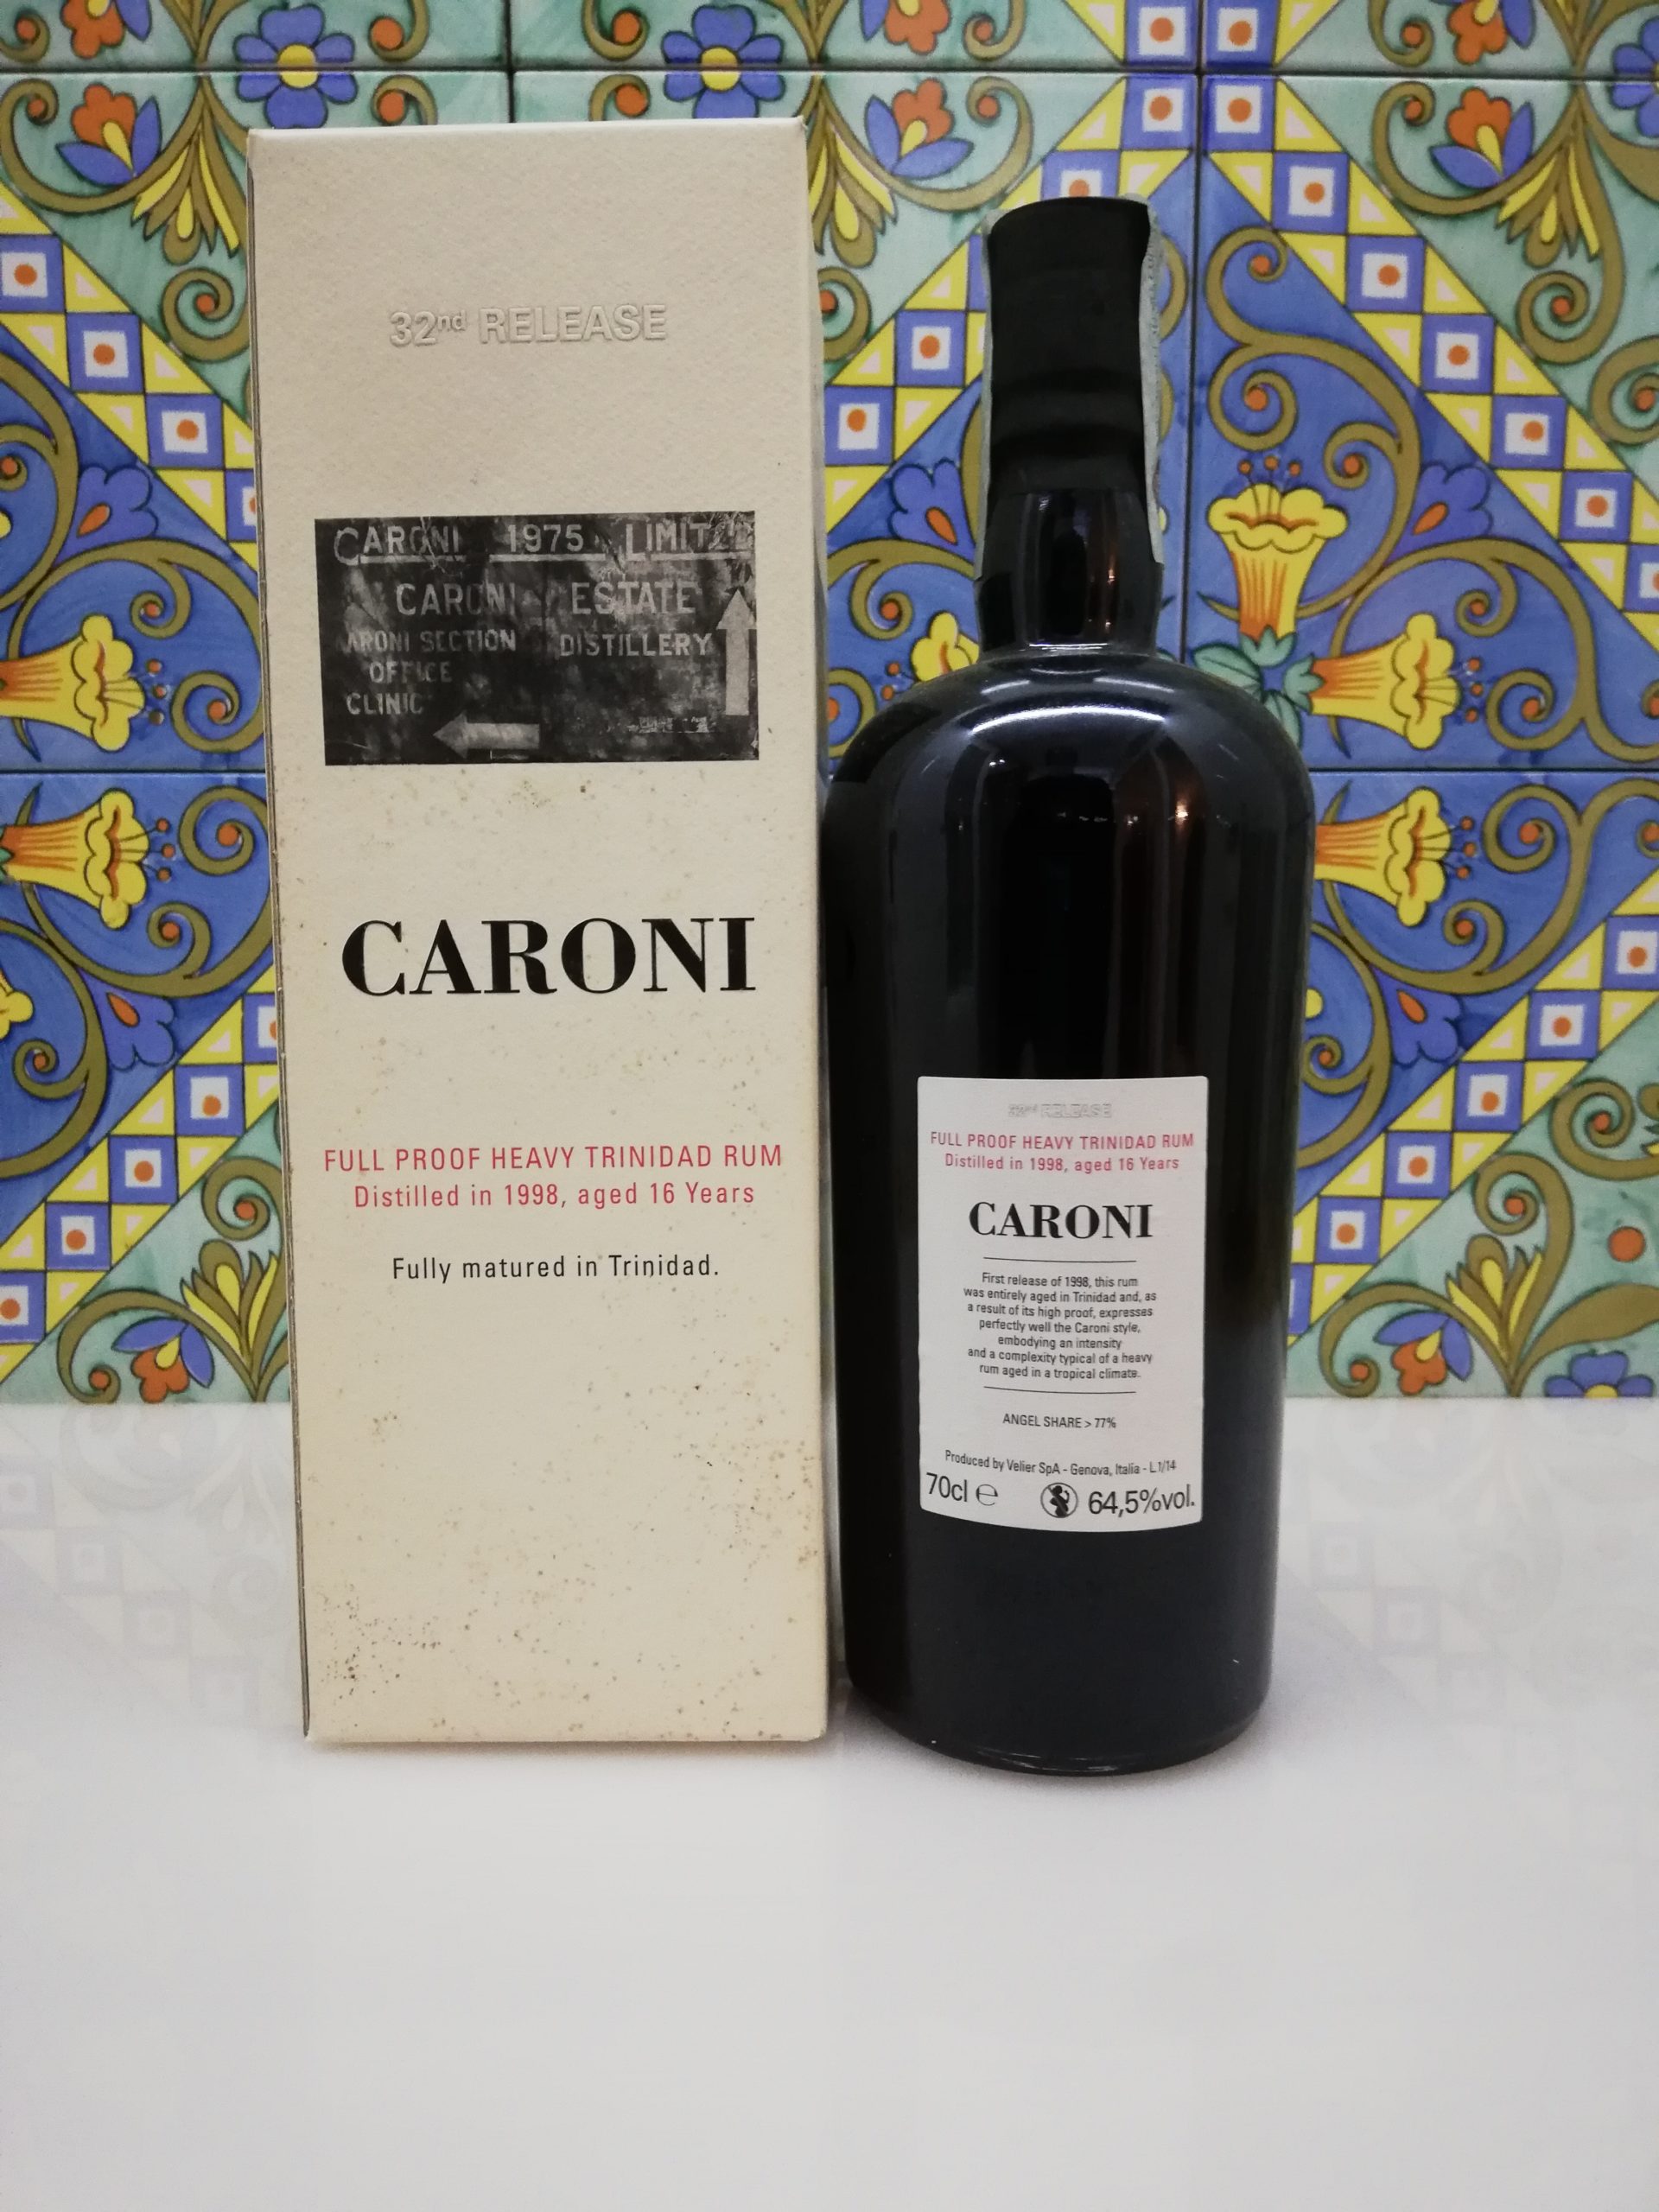 32nd RELEASE
CARONI 1975 LIMITED
CARONI ESTATE
ARONI SECTION DISTILLERY
OFFICE
CLINIC
CARONI
FULL PROOF HEAVY TRINIDAD RUM
Distilled in 1998, aged 16 Years
Fully matured in Trinidad.
32nd RELEASE
FULL PROOF HEAVY TRINIDAD RUM
Distilled in 1998, aged 16 Years
CARONI
First release of 1998, this rum
was entirely aged in Trinidad and, as
a result of its high proof, expresses
perfectly well the Caroni style,
embodying an intensity
and a complexity typical of a heavy
rum aged in a tropical climate.
ANGEL SHARE > 77%
Produced by Velier SpA - Genova, Italia - L.1/14
70cl ℮ 64,5%vol.